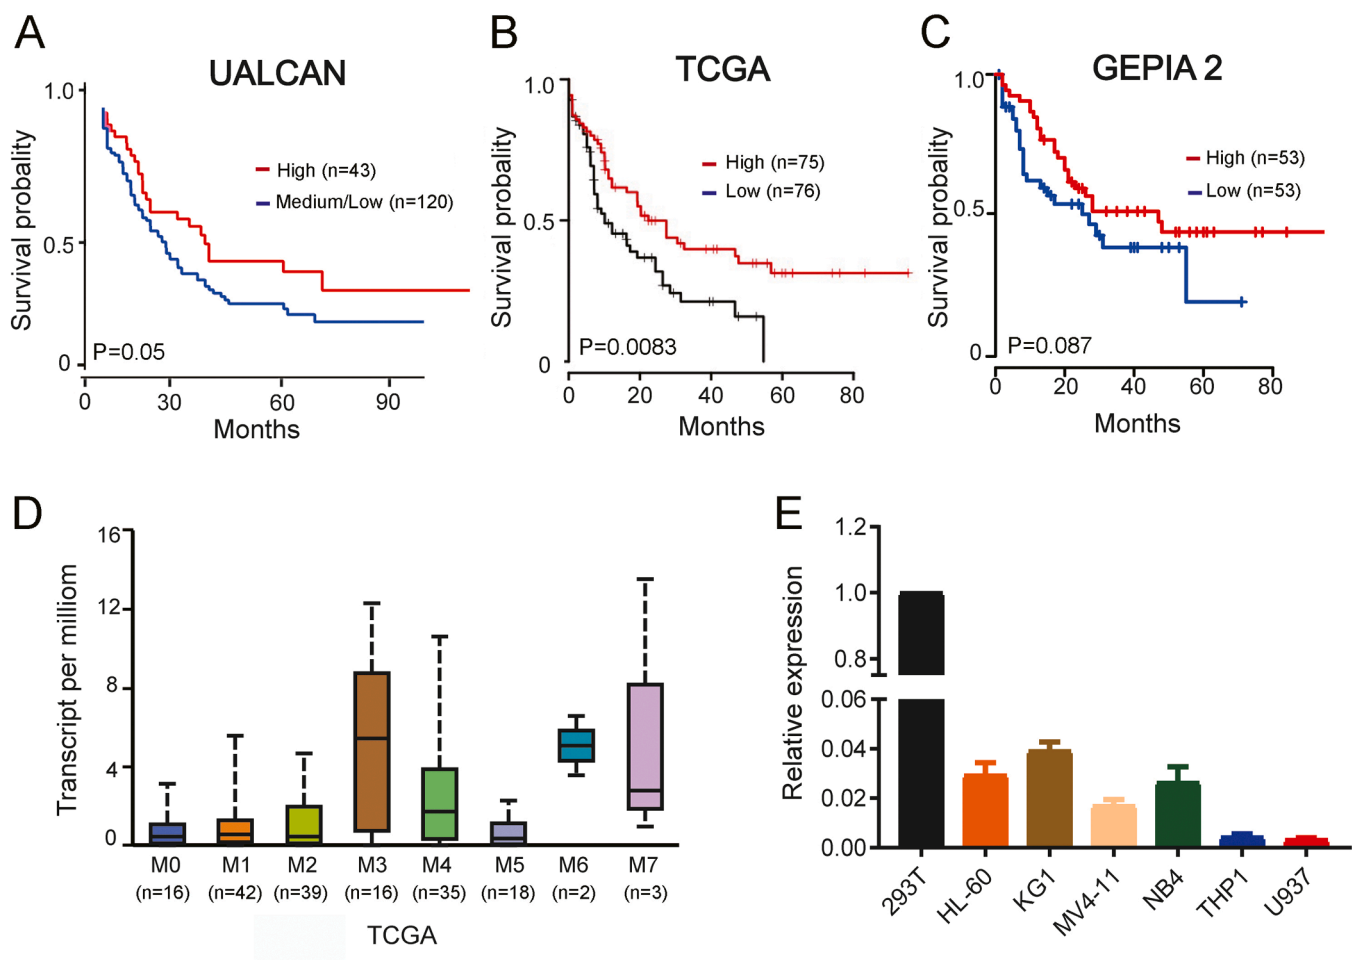 A
UALCAN
Survival probality
1.0
0.5
0
High (n=43)
Medium/Low (n=120)
P=0.05
0 30 60 90
Months
B
TCGA
Survival probality
1.0
0.5
0
High (n=75)
Low (n=76)
P=0.0083
0 20 40 60 80
Months
C
GEPIA 2
Survival probality
1.0
0.5
0
High (n=53)
Low (n=53)
P=0.087
0 20 40 60 80
Months
D
Transcript per milliom
16
12
8
4
0
M0 M1 M2 M3 M4 M5 M6 M7
(n=16) (n=42) (n=39) (n=16) (n=35) (n=18) (n=2) (n=3)
TCGA
E
Relative expression
1.2
1.0
0.8
0.06
0.04
0.02
0.00
293T HL-60 KG1 MV4-11 NB4 THP1 U937